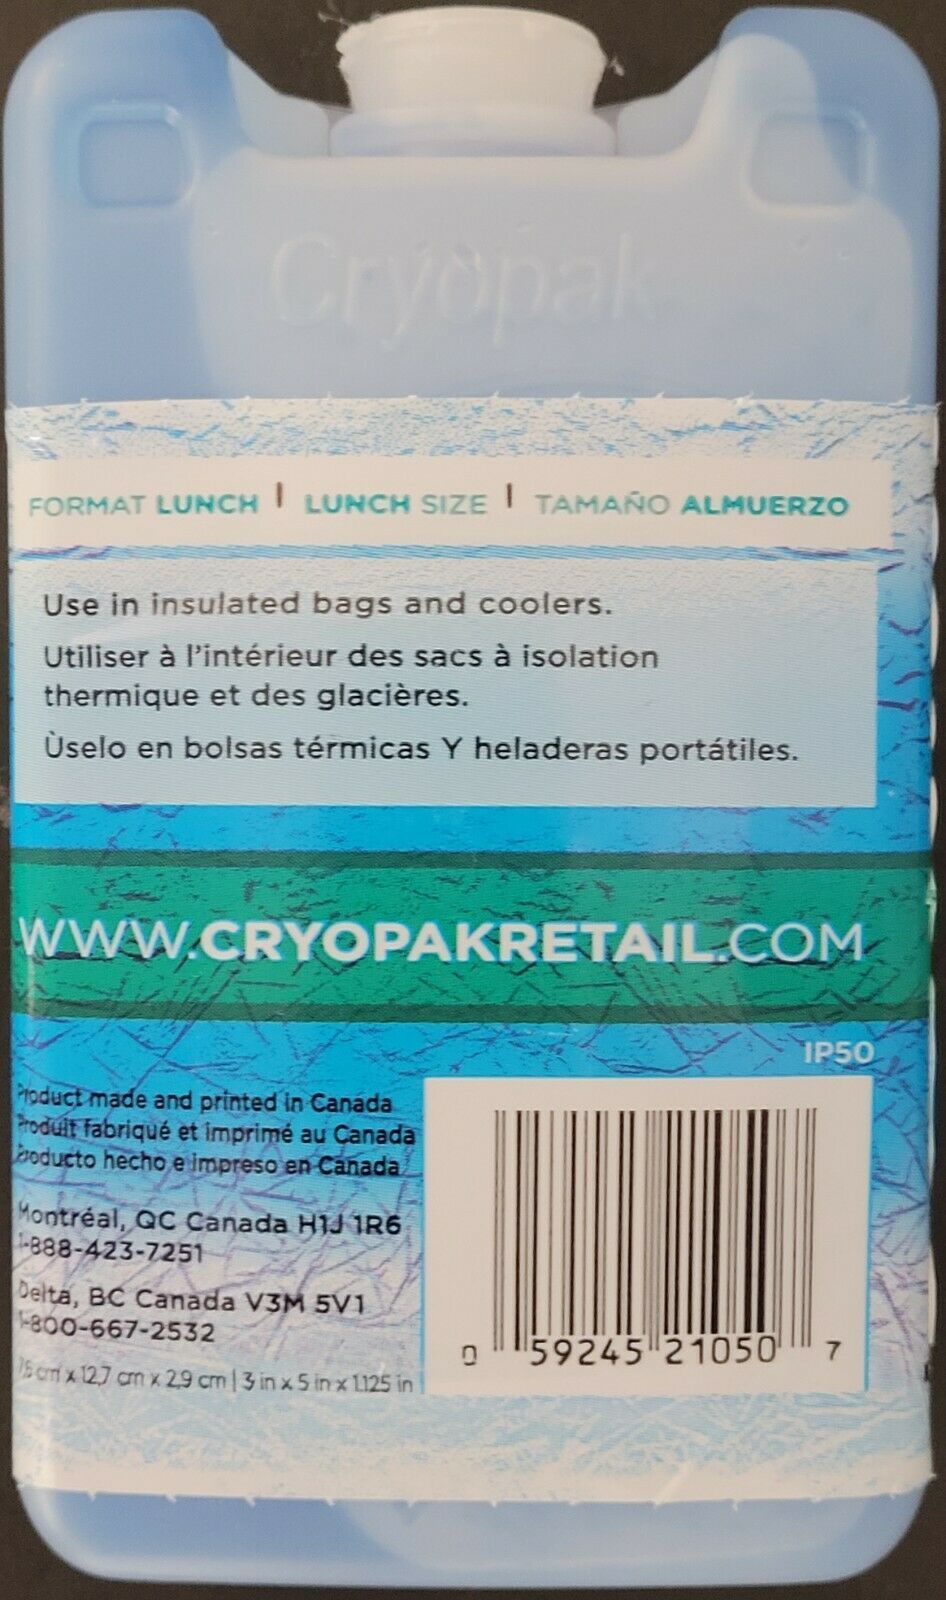 Cryopak
FORMAT LUNCH | LUNCH SIZE | TAMAÑO ALMUERZO
Use in insulated bags and coolers.
Utiliser à l'intérieur des sacs à isolation
thermique et des glacières.
Ùselo en bolsas térmicas Y heladeras portátiles.
WWW.CRYOPAKRETAIL.COM
IP50
Product made and printed in Canada
Produit fabriqué et imprimé au Canada
Producto hecho e impreso en Canada
Montréal, QC Canada H1J 1R6
1-888-423-7251
Delta, BC Canada V3M 5V1
1-800-667-2532
7,6 cm x 12,7 cm x 2,9 cm | 3 in x 5 in x 1.125 in
0 59245 21050 7